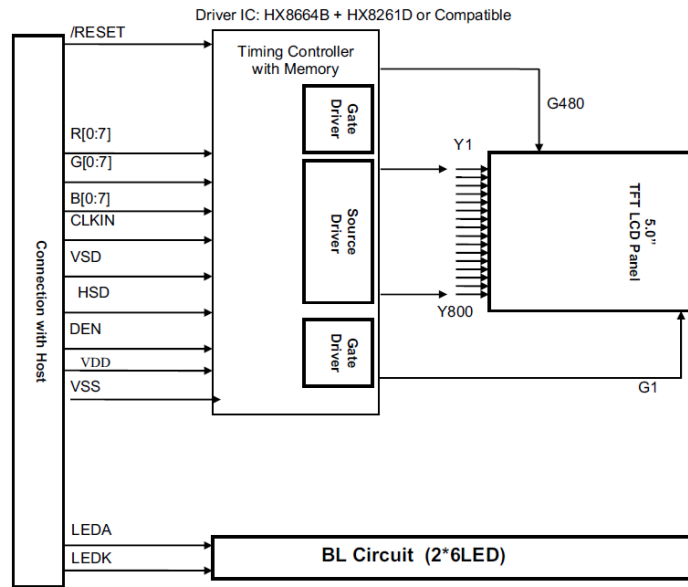 Driver IC: HX8664B + HX8261D or Compatible
/RESET
Timing Controller
with Memory
G480
Gate
Driver
R[0:7]
G[0:7]
B[0:7]
CLKIN
VSD
HSD
DEN
VDD
VSS
Connection with Host
Source
Driver
Y1
Y800
5.0”
TFT LCD Panel
Gate
Driver
G1
LEDA
LEDK
BL Circuit (2*6LED)